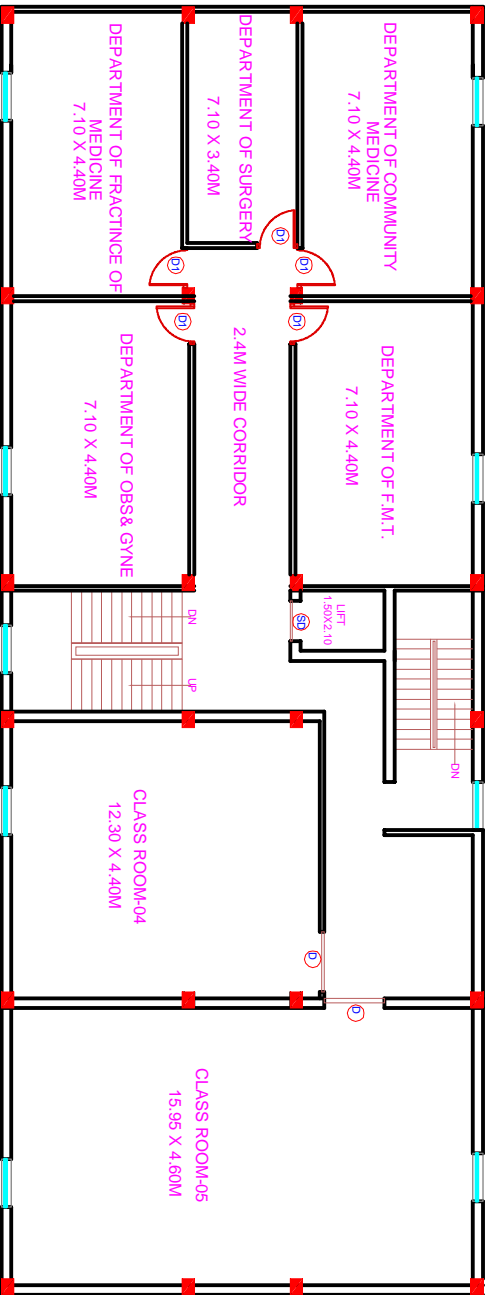 DEPARTMENT OF COMMUNITY
MEDICINE
7.10 X 4.40M
DEPARTMENT OF SURGERY
7.10 X 3.40M
DEPARTMENT OF FRACTINCE OF
MEDICINE
7.10 X 4.40M
D1
D1
D1
D1
D1
DEPARTMENT OF F.M.T.
7.10 X 4.40M
2.4M WIDE CORRIDOR
DEPARTMENT OF OBS& GYNE
7.10 X 4.40M
LIFT
1.50X2.10
SD
DN
UP
DN
CLASS ROOM-04
12.30 X 4.40M
D
D
CLASS ROOM-05
15.95 X 4.60M